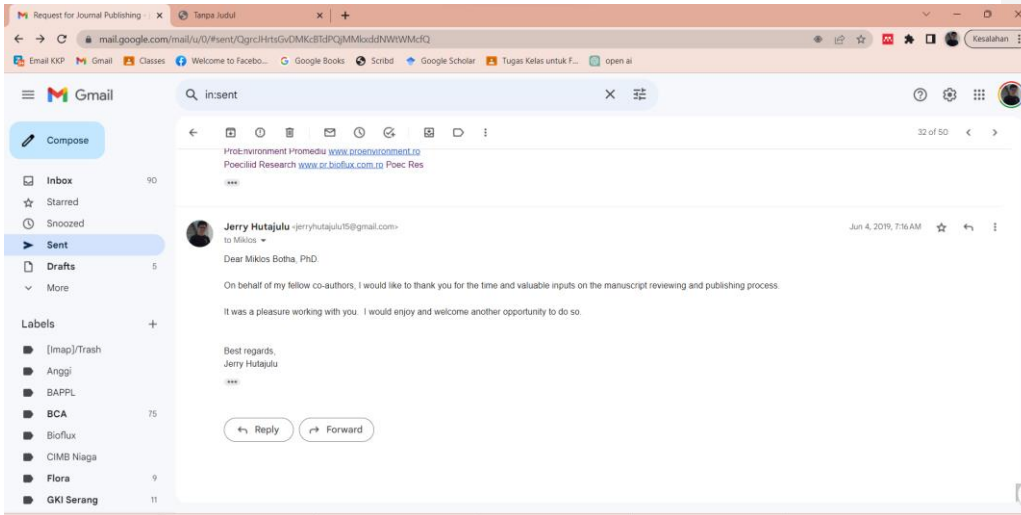 Request for Journal Publishing -
Tanpa Judul
mail.google.com/mail/u/0/#sent/QgrcJHrtsGvDMKcBTdPQjMMlxxddNWtWMcfQ
Kesalahan
Email KKP Gmail Classes Welcome to Facebo... Google Books Scribd Google Scholar Tugas Kelas untuk F... open ai
Gmail
in:sent
Compose
32 of 50
ProEnvironment Promediu www.proenvironment.ro
Poeciliid Research www.pr.bioflux.com.ro Poec Res
Inbox 90
Starred
Snoozed
Sent
Drafts 5
More
Jerry Hutajulu <jerryhutajulu15@gmail.com> Jun 4, 2019, 7:16 AM
to Miklos
Dear Miklos Botha, PhD.
On behalf of my fellow co-authors, I would like to thank you for the time and valuable inputs on the manuscript reviewing and publishing process.
It was a pleasure working with you. I would enjoy and welcome another opportunity to do so.
Best regards,
Jerry Hutajulu
Reply Forward
Labels
[Imap]/Trash
Anggi
BAPPL
BCA 75
Bioflux
CIMB Niaga
Flora 9
GKI Serang 11